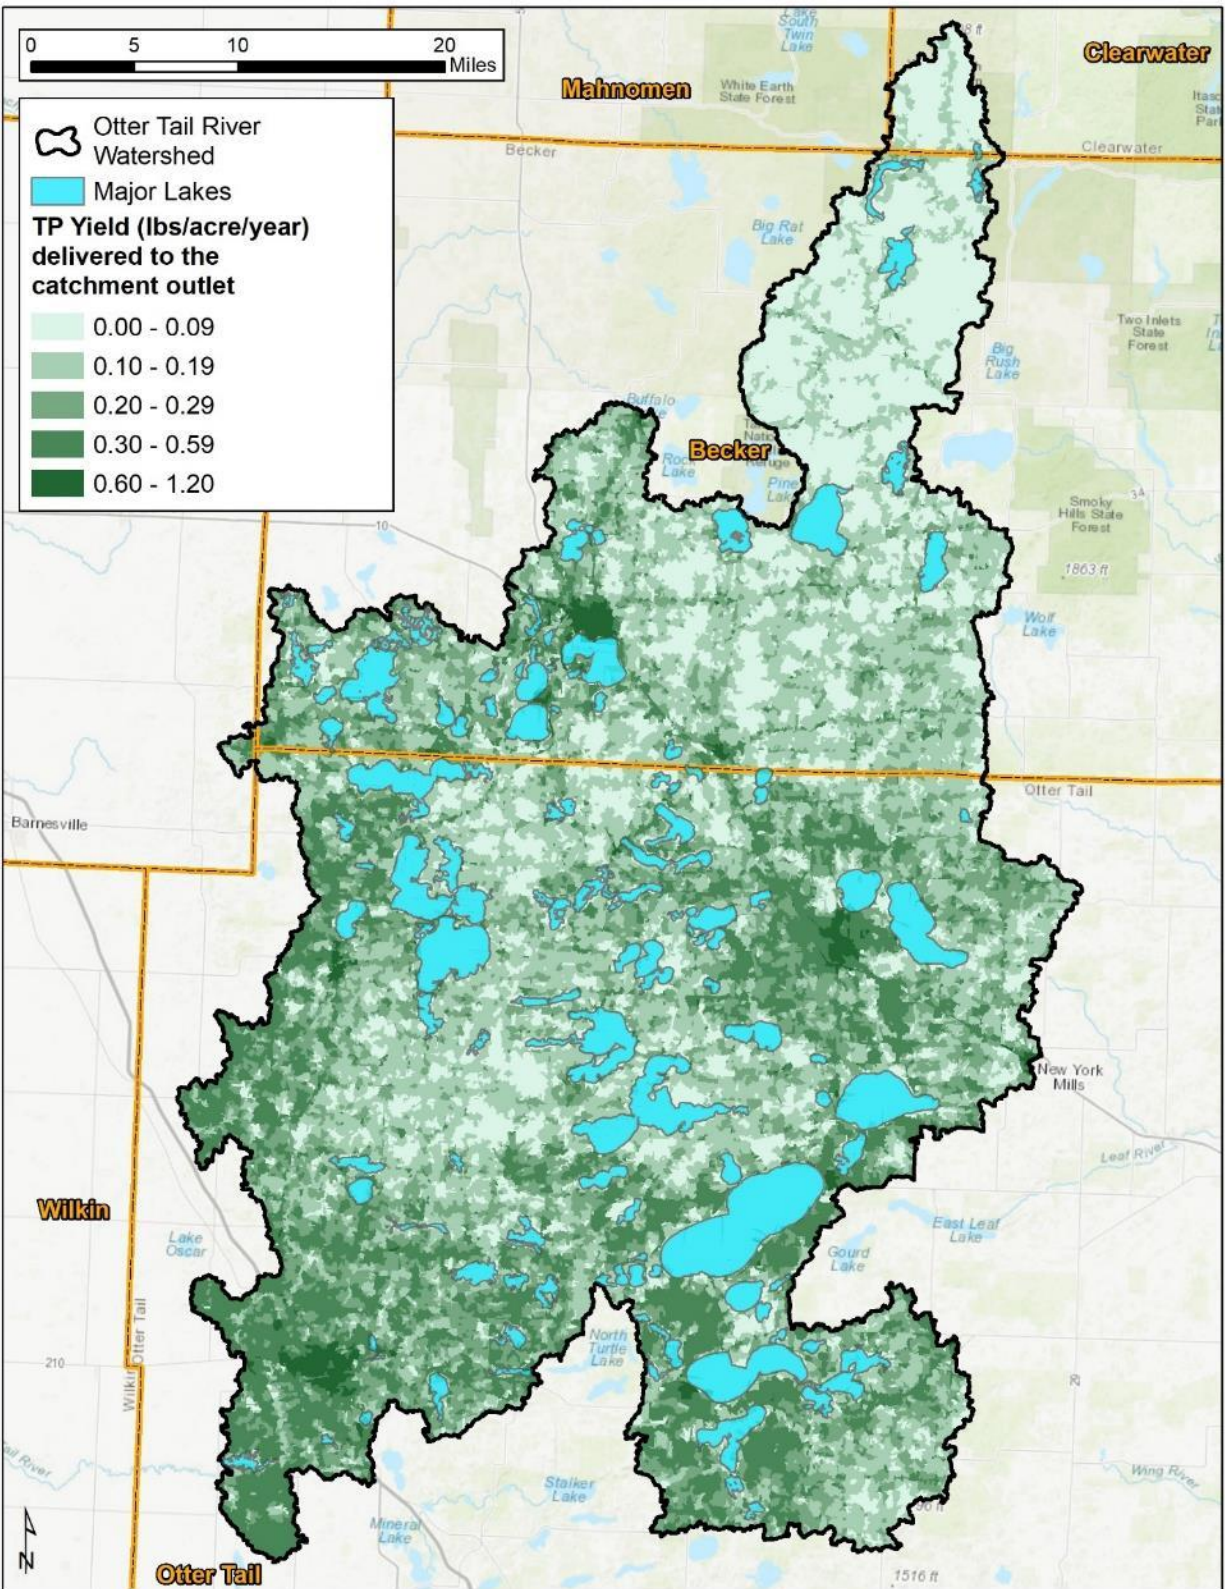 0 5 10 20
Miles
Otter Tail River
Watershed
Major Lakes
TP Yield (lbs/acre/year)
delivered to the
catchment outlet
0.00 - 0.09
0.10 - 0.19
0.20 - 0.29
0.30 - 0.59
0.60 - 1.20
Lake
South
Twin
Lake
Clearwater
Mahnomen
White Earth
State Forest
Becker
Clearwater
Big Rat
Lake
Two Inlets
State
Forest
Big
Rush
Lake
Buffalo
Becker
Rock
Lake
Pine
Smoky
Hills State
Forest
34
10
1863 ft
Wolf
Lake
Otter Tail
Barnesville
New York
Mills
Leaf River
Wilkin
Lake
Oscar
East Leaf
Lake
Gourd
Lake
North
Turtle
Lake
Otter Tail
Wilkin
210
29
Wing River
Stalker
Lake
Mineral
Lake
N
Otter Tail
1516 ft